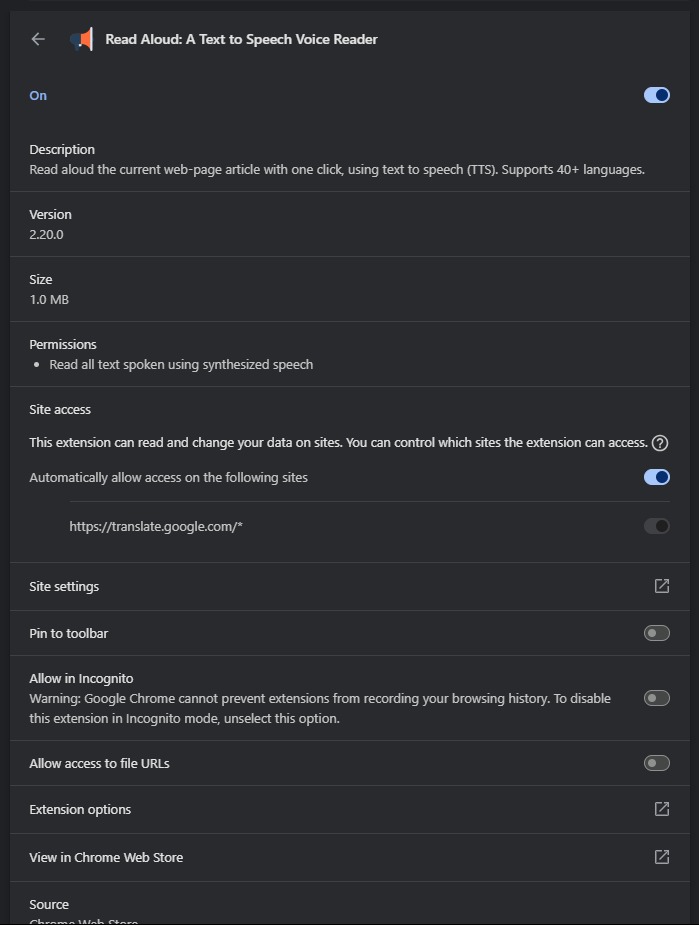 Read Aloud: A Text to Speech Voice Reader
On
Description
Read aloud the current web-page article with one click, using text to speech (TTS). Supports 40+ languages.
Version
2.20.0
Size
1.0 MB
Permissions
• Read all text spoken using synthesized speech
Site access
This extension can read and change your data on sites. You can control which sites the extension can access.
Automatically allow access on the following sites
https://translate.google.com/*
Site settings
Pin to toolbar
Allow in Incognito
Warning: Google Chrome cannot prevent extensions from recording your browsing history. To disable
this extension in Incognito mode, unselect this option.
Allow access to file URLs
Extension options
View in Chrome Web Store
Source
Chrome Web Store